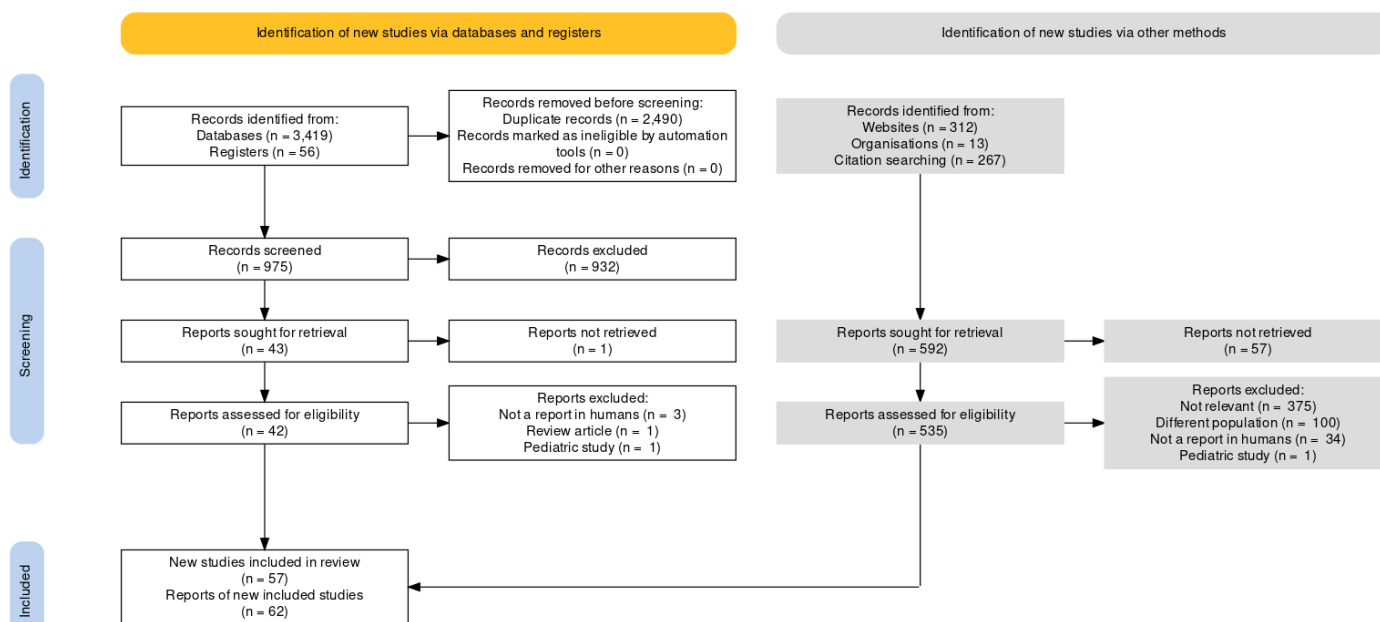 Identification of new studies via databases and registers
Identification of new studies via other methods
Identification
Records identified from:
Databases (n = 3,419)
Registers (n = 56)
Records removed before screening:
Duplicate records (n = 2,490)
Records marked as ineligible by automation
tools (n = 0)
Records removed for other reasons (n = 0)
Records identified from:
Websites (n = 312)
Organisations (n = 13)
Citation searching (n = 267)
Screening
Records screened
(n = 975)
Records excluded
(n = 932)
Reports sought for retrieval
(n = 43)
Reports not retrieved
(n = 1)
Reports sought for retrieval
(n = 592)
Reports not retrieved
(n = 57)
Reports assessed for eligibility
(n = 42)
Reports excluded:
Not a report in humans (n = 3)
Review article (n = 1)
Pediatric study (n = 1)
Reports assessed for eligibility
(n = 535)
Reports excluded:
Not relevant (n = 375)
Different population (n = 100)
Not a report in humans (n = 34)
Pediatric study (n = 1)
Included
New studies included in review
(n = 57)
Reports of new included studies
(n = 62)